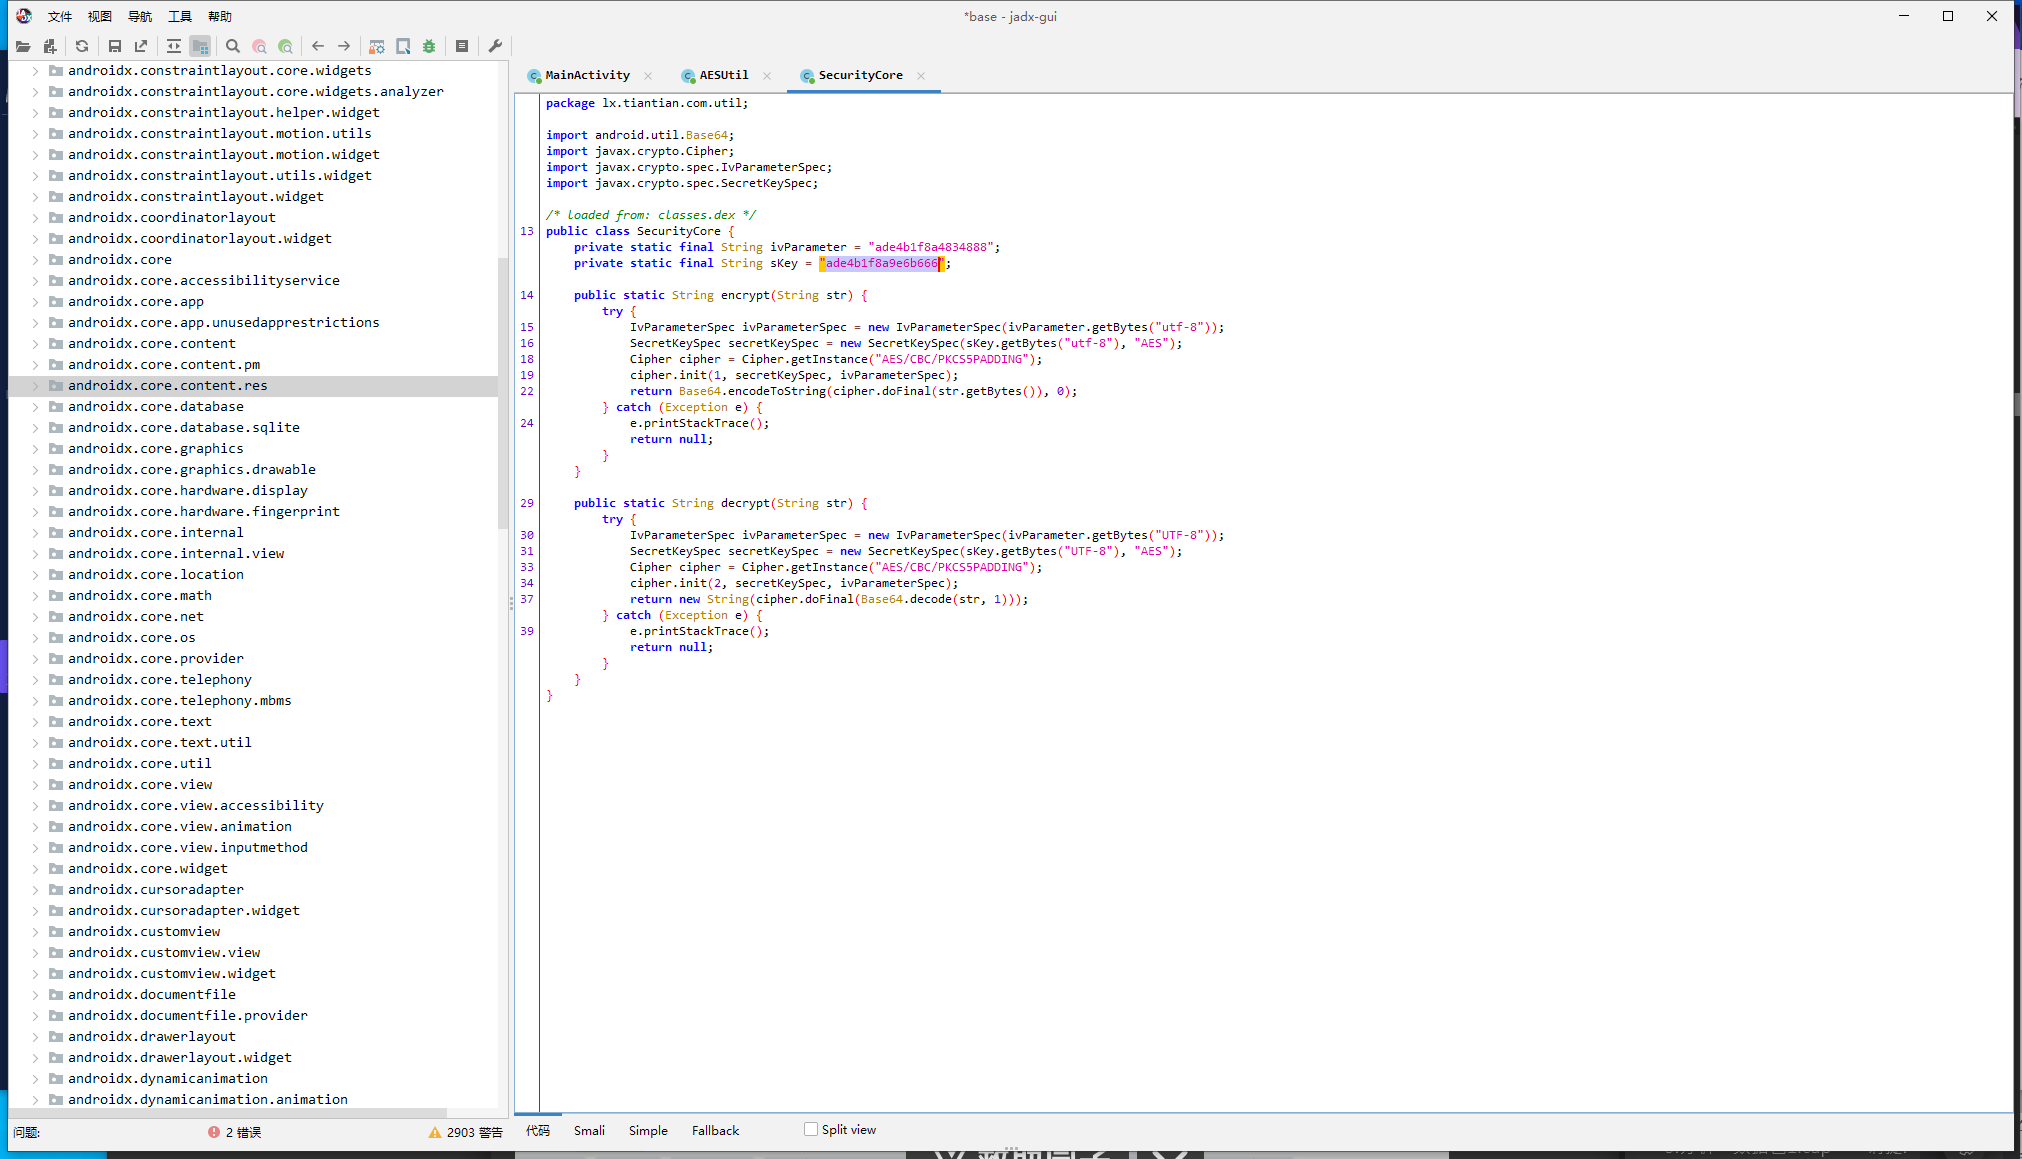 文件 视图 导航 工具 帮助
*base - jadx-gui
androidx.constraintlayout.core.widgets
androidx.constraintlayout.core.widgets.analyzer
androidx.constraintlayout.helper.widget
androidx.constraintlayout.motion.utils
androidx.constraintlayout.motion.widget
androidx.constraintlayout.utils.widget
androidx.constraintlayout.widget
androidx.coordinatorlayout
androidx.coordinatorlayout.widget
androidx.core
androidx.core.accessibilityservice
androidx.core.app
androidx.core.app.unusedapprestrictions
androidx.core.content
androidx.core.content.pm
androidx.core.content.res
androidx.core.database
androidx.core.database.sqlite
androidx.core.graphics
androidx.core.graphics.drawable
androidx.core.hardware.display
androidx.core.hardware.fingerprint
androidx.core.internal
androidx.core.internal.view
androidx.core.location
androidx.core.math
androidx.core.net
androidx.core.os
androidx.core.provider
androidx.core.telephony
androidx.core.telephony.mbms
androidx.core.text
androidx.core.text.util
androidx.core.util
androidx.core.view
androidx.core.view.accessibility
androidx.core.view.animation
androidx.core.view.inputmethod
androidx.core.widget
androidx.cursoradapter
androidx.cursoradapter.widget
androidx.customview
androidx.customview.view
androidx.customview.widget
androidx.documentfile
androidx.documentfile.provider
androidx.drawerlayout
androidx.drawerlayout.widget
androidx.dynamicanimation
androidx.dynamicanimation.animation
问题: 2 错误 2903 警告
MainActivity AESUtil SecurityCore
package lx.tiantian.com.util;
import android.util.Base64;
import javax.crypto.Cipher;
import javax.crypto.spec.IvParameterSpec;
import javax.crypto.spec.SecretKeySpec;
/* loaded from: classes.dex */
13 public class SecurityCore {
private static final String ivParameter = "ade4b1f8a4834888";
private static final String sKey = "ade4b1f8a9e6b666";
14 public static String encrypt(String str) {
try {
15 IvParameterSpec ivParameterSpec = new IvParameterSpec(ivParameter.getBytes("utf-8"));
16 SecretKeySpec secretKeySpec = new SecretKeySpec(sKey.getBytes("utf-8"), "AES");
18 Cipher cipher = Cipher.getInstance("AES/CBC/PKCS5PADDING");
19 cipher.init(1, secretKeySpec, ivParameterSpec);
22 return Base64.encodeToString(cipher.doFinal(str.getBytes()), 0);
} catch (Exception e) {
24 e.printStackTrace();
return null;
}
}
29 public static String decrypt(String str) {
try {
30 IvParameterSpec ivParameterSpec = new IvParameterSpec(ivParameter.getBytes("UTF-8"));
31 SecretKeySpec secretKeySpec = new SecretKeySpec(sKey.getBytes("UTF-8"), "AES");
33 Cipher cipher = Cipher.getInstance("AES/CBC/PKCS5PADDING");
34 cipher.init(2, secretKeySpec, ivParameterSpec);
37 return new String(cipher.doFinal(Base64.decode(str, 1)));
} catch (Exception e) {
39 e.printStackTrace();
return null;
}
}
}
代码 Smali Simple Fallback Split view